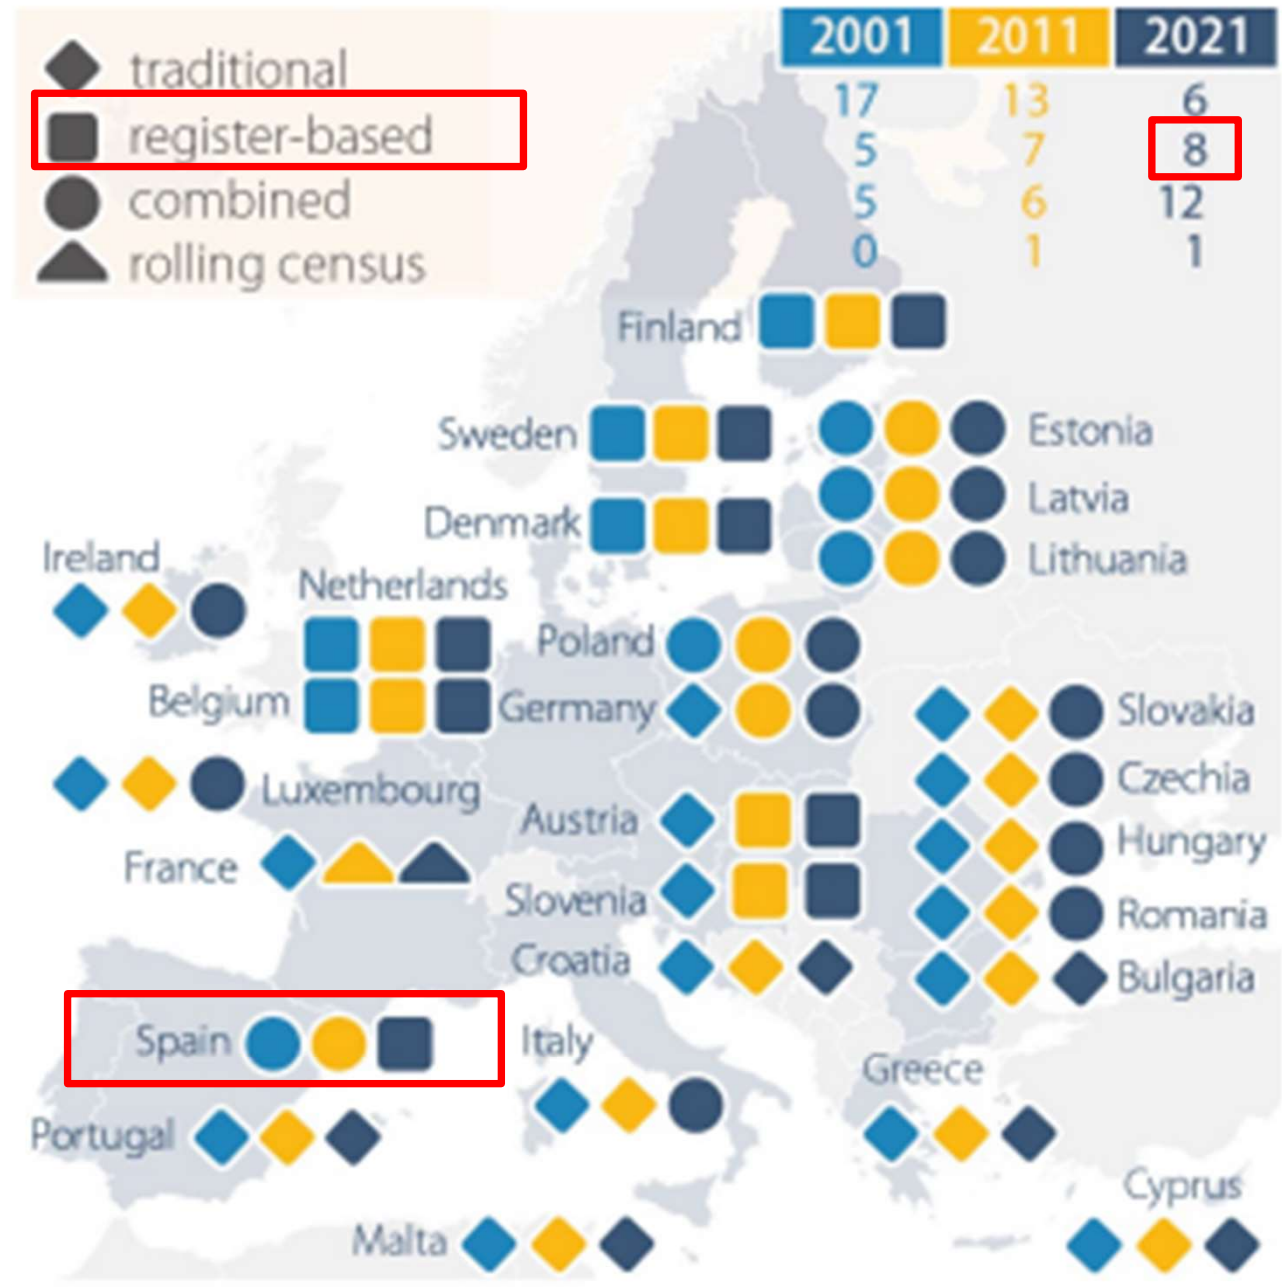 traditional
register-based
combined
rolling census
2001 2011 2021
17 13 6
5 7 8
5 6 12
0 1 1
Finland
Sweden
Estonia
Latvia
Denmark
Lithuania
Ireland
Netherlands
Poland
Belgium
Germany
Slovakia
Luxembourg
Czechia
Austria
Hungary
France
Slovenia
Romania
Croatia
Bulgaria
Spain
Italy
Greece
Portugal
Cyprus
Malta